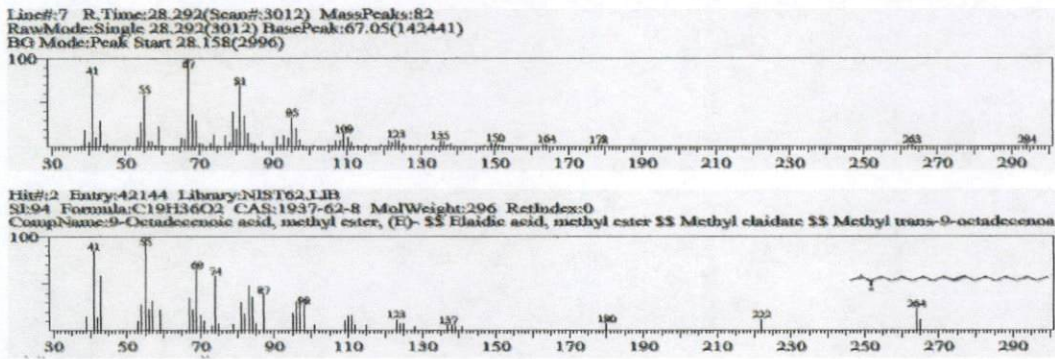 Line#:7 R.Time:28.292(Scan#:3012) MassPeaks:82
RawMode:Single 28.292(3012) BasePeak:67.05(142441)
BG Mode:Peak Start 28.158(2996)
100
41 55 67 81 95 109 123 135 150 164 178 263 294
30 50 70 90 110 130 150 170 190 210 230 250 270 290
Hit#:2 Entry:42144 Library:NIST62.LIB
SI:94 Formula:C19H36O2 CAS:1937-62-8 MolWeight:296 RetIndex:0
CompName:9-Octadecenoic acid, methyl ester, (E)- $$ Elaidic acid, methyl ester $$ Methyl elaidate $$ Methyl trans-9-octadecenoa
100
41 55 69 74 87 98 123 137 180 222 264
30 50 70 90 110 130 150 170 190 210 230 250 270 290